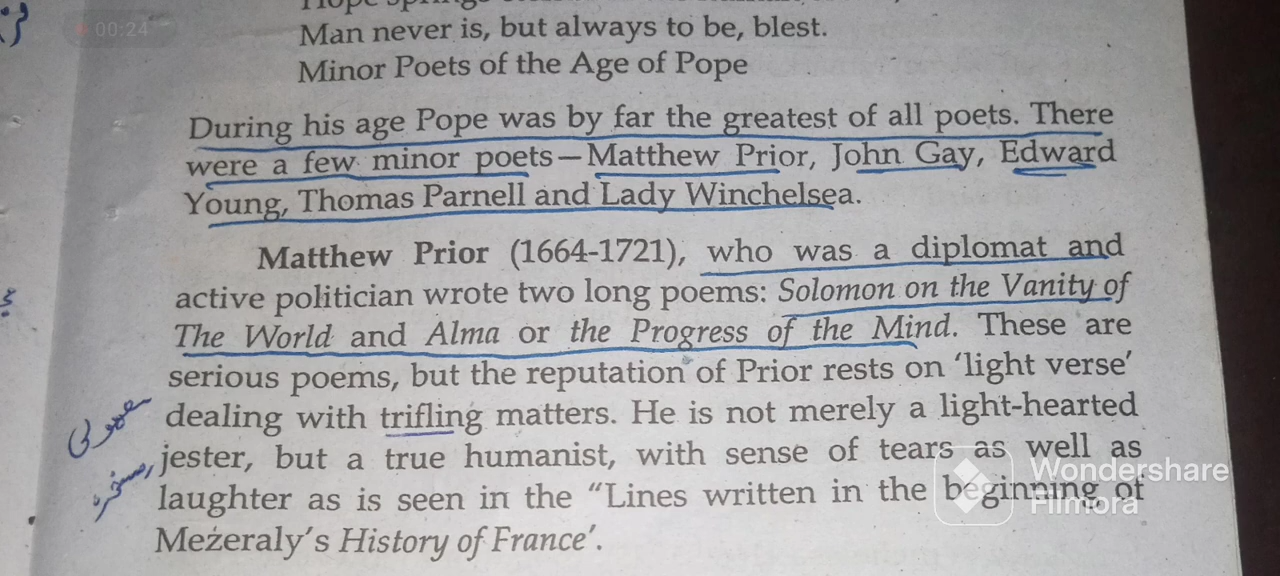 00:24
Man never is, but always to be, blest.
Minor Poets of the Age of Pope
During his age Pope was by far the greatest of all poets. There
were a few minor poets—Matthew Prior, John Gay, Edward
Young, Thomas Parnell and Lady Winchelsea.
Matthew Prior (1664-1721), who was a diplomat and
active politician wrote two long poems: Solomon on the Vanity of
The World and Alma or the Progress of the Mind. These are
serious poems, but the reputation of Prior rests on ‘light verse’
dealing with trifling matters. He is not merely a light-hearted
معمولی
jester, but a true humanist, with sense of tears as well as
مسخرہ
laughter as is seen in the “Lines written in the beginning of
Meżeraly’s History of France’.
Wondershare
Filmora